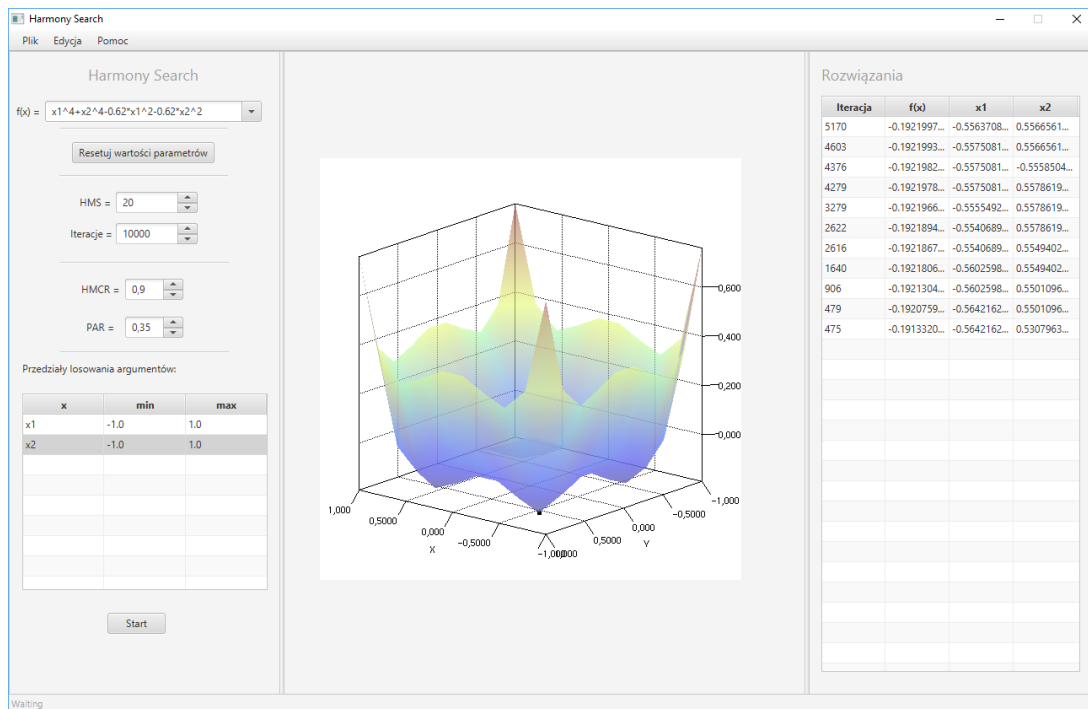 Harmony Search
Plik Edycja Pomoc
Harmony Search
f(x) = x1^4+x2^4-0.62*x1^2-0.62*x2^2
Resetuj wartości parametrów
HMS = 20
Iteracje = 10000
HMCR = 0,9
PAR = 0,35
Przedziały losowania argumentów:
x min max
x1 -1.0 1.0
x2 -1.0 1.0
Start
0,600
0,400
0,200
0,000
1,000
0,5000
0,000
-0,5000
X
0,5000
0,000
-0,5000
-1,000
Y
Rozwiązania
Iteracja f(x) x1 x2
5170 -0.1921997... -0.5563708... 0.5566561...
4603 -0.1921993... -0.5575081... 0.5566561...
4376 -0.1921982... -0.5575081... -0.5558504...
4279 -0.1921978... -0.5575081... 0.5578619...
3279 -0.1921966... -0.5555492... 0.5578619...
2622 -0.1921894... -0.5540689... 0.5578619...
2616 -0.1921867... -0.5540689... 0.5549402...
1640 -0.1921806... -0.5602598... 0.5549402...
906 -0.1921304... -0.5602598... 0.5501096...
479 -0.1920759... -0.5642162... 0.5501096...
475 -0.1913320... -0.5642162... 0.5307963...
Waiting